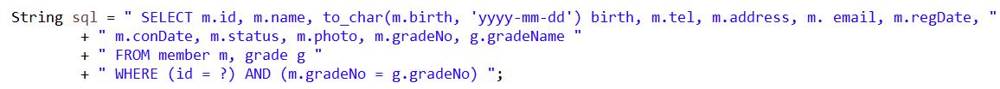 String sql = " SELECT m.id, m.name, to_char(m.birth, 'yyyy-mm-dd') birth, m.tel, m.address, m. email, m.regDate, "
+ " m.conDate, m.status, m.photo, m.gradeNo, g.gradeName "
+ " FROM member m, grade g "
+ " WHERE (id = ?) AND (m.gradeNo = g.gradeNo) ";